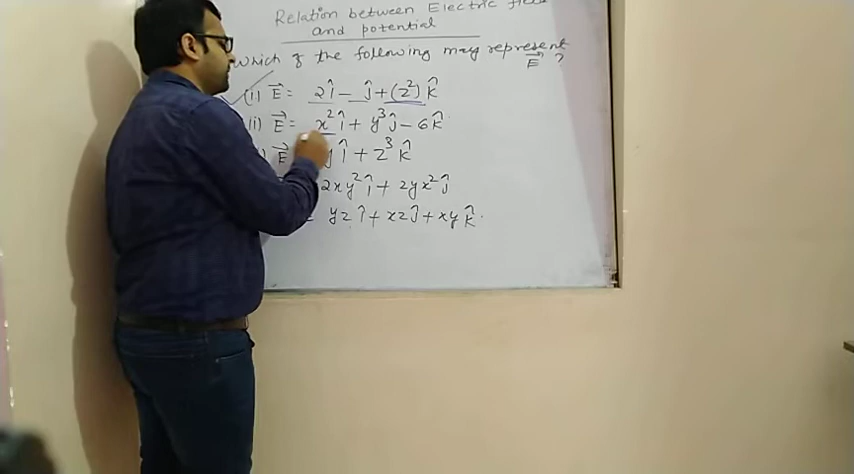 Relation between Electric field
and potential
which of the following may represent
E⃗ ?
(i) E⃗ = 2î - ĵ + (z²) k̂
ii) E⃗ = x² î + y³ ĵ - 6 k̂
) E⃗ y î + z³ k̂
2xy² î + 2yx² ĵ
= yz î + xz ĵ + xy k̂.